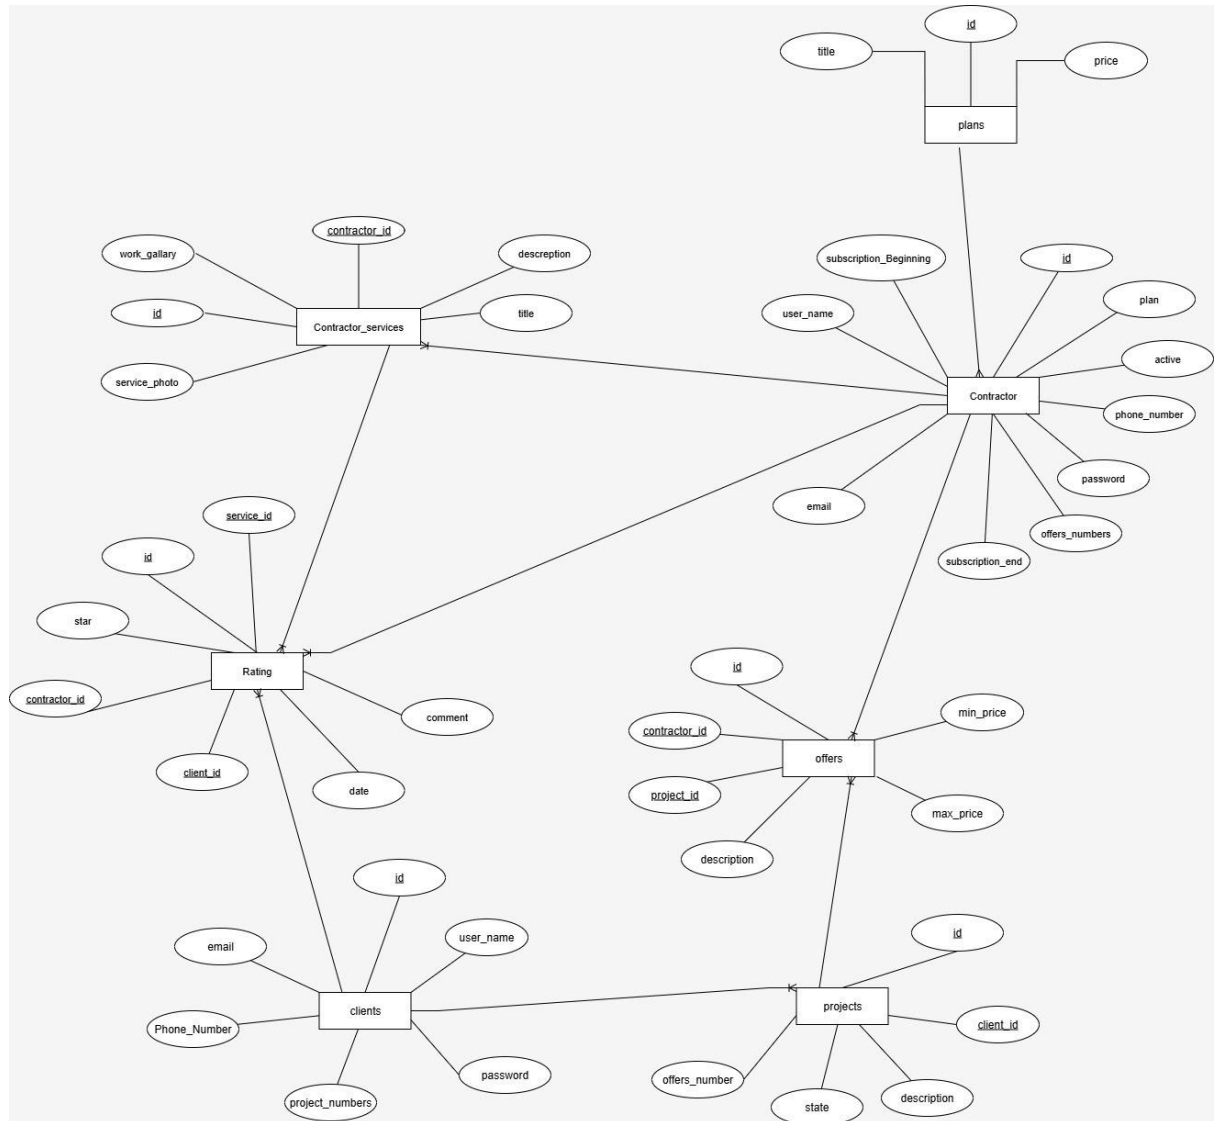 id
title
price
plans
contractor_id
work_gallary
descreption
id
title
Contractor_services
service_photo
subscription_Beginning
id
user_name
plan
active
Contractor
phone_number
password
email
offers_numbers
subscription_end
service_id
id
star
Rating
contractor_id
comment
client_id
date
id
min_price
contractor_id
offers
project_id
max_price
description
id
email
user_name
clients
Phone_Number
password
project_numbers
id
projects
client_id
offers_number
description
state